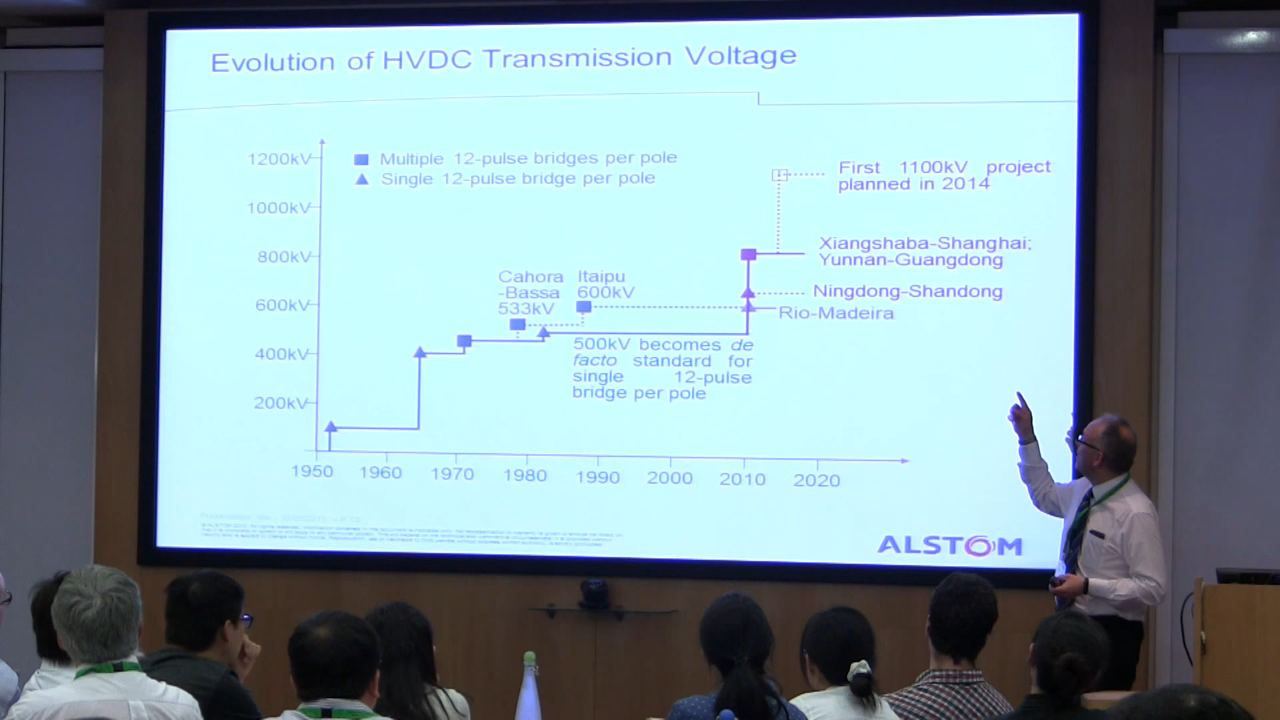 Evolution of HVDC Transmission Voltage
1200kV
Multiple 12-pulse bridges per pole
Single 12-pulse bridge per pole
First 1100kV project
planned in 2014
1000kV
800kV
Xiangshaba-Shanghai;
Yunnan-Guangdong
Cahora
-Bassa
533kV
Itaipu
600kV
Ningdong-Shandong
600kV
Rio-Madeira
500kV becomes de
facto standard for
single 12-pulse
bridge per pole
400kV
200kV
1950 1960 1970 1980 1990 2000 2010 2020
ALSTOM